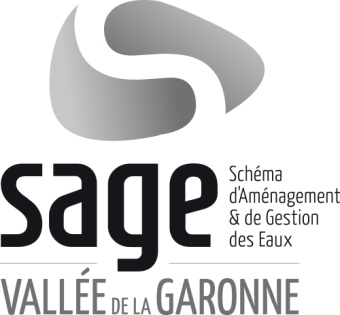 sage
Schéma
d'Aménagement
& de Gestion
des Eaux
VALLÉE DE LA GARONNE